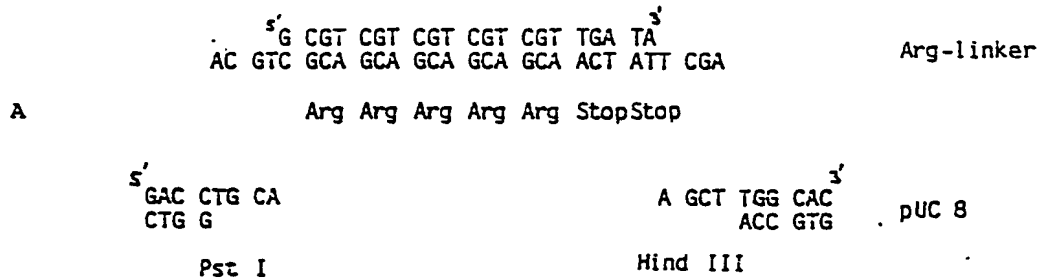 5' G CGT CGT CGT CGT CGT TGA TA 3'
AC GTC GCA GCA GCA GCA GCA ACT ATT CGA Arg-linker
A Arg Arg Arg Arg Arg StopStop
5' GAC CTG CA A GCT TGG CAC 3'
CTG G ACC GTG pUC 8
Pst I Hind III